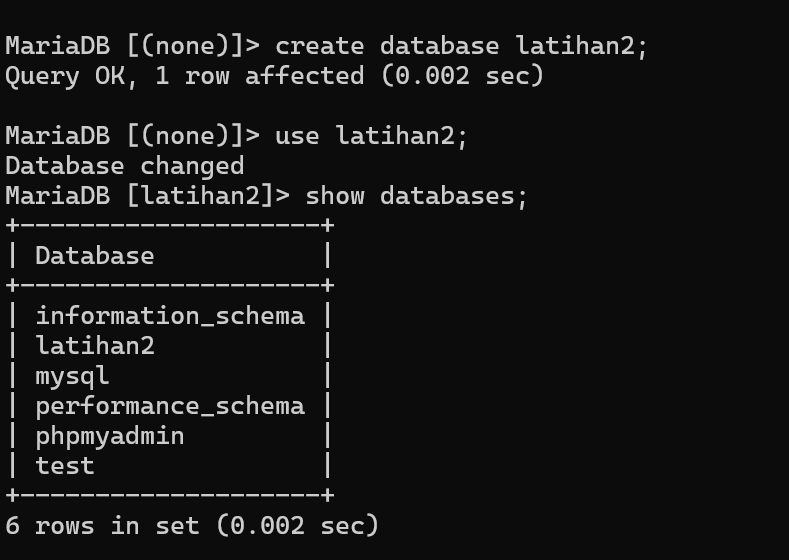 MariaDB [(none)]> create database latihan2;
Query OK, 1 row affected (0.002 sec)
MariaDB [(none)]> use latihan2;
Database changed
MariaDB [latihan2]> show databases;
+--------------------+
| Database           |
+--------------------+
| information_schema |
| latihan2           |
| mysql              |
| performance_schema |
| phpmyadmin         |
| test               |
+--------------------+
6 rows in set (0.002 sec)